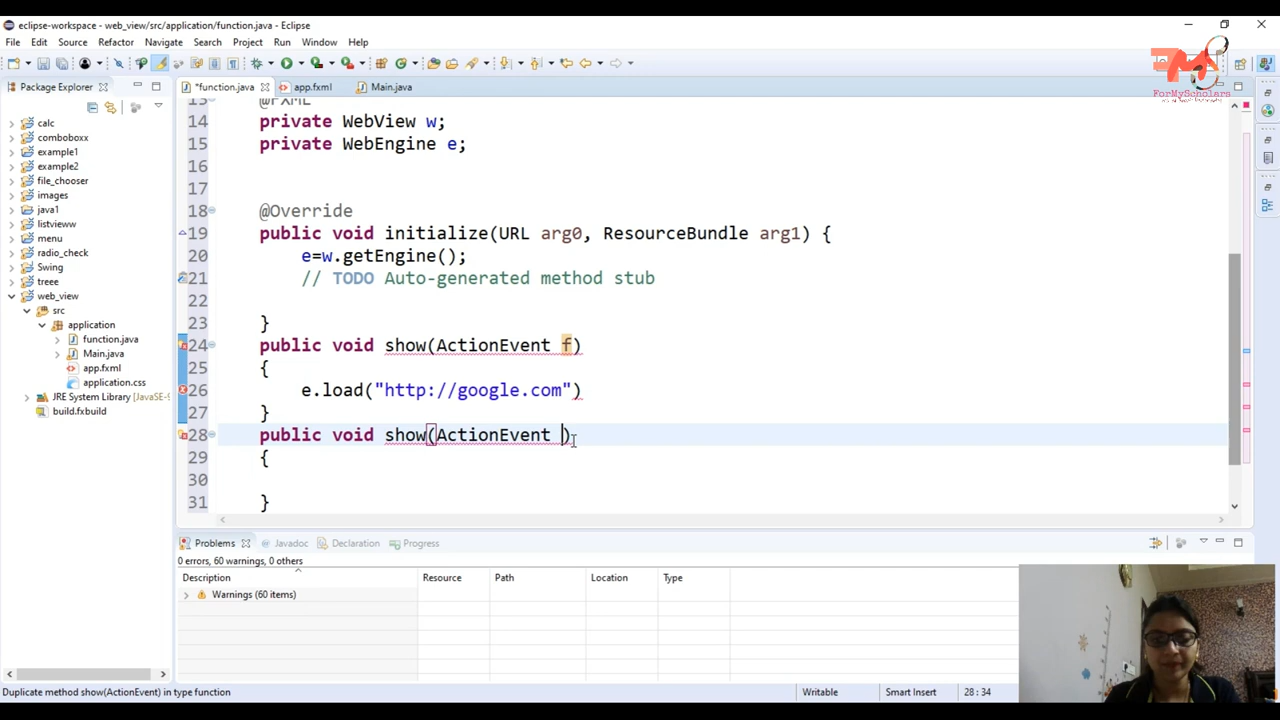 eclipse-workspace - web_view/src/application/function.java - Eclipse
File Edit Source Refactor Navigate Search Project Run Window Help
ForMyScholars
Package Explorer
*function.java app.fxml Main.java
calc
comboboxx
example1
example2
file_chooser
images
java1
listvieww
menu
radio_check
Swing
treee
web_view
src
application
function.java
Main.java
app.fxml
application.css
JRE System Library [JavaSE-9
build.fxbuild
13 @FXML
14 private WebView w;
15 private WebEngine e;
16
17
18 @Override
19 public void initialize(URL arg0, ResourceBundle arg1) {
20 e=w.getEngine();
21 // TODO Auto-generated method stub
22
23 }
24 public void show(ActionEvent f)
25 {
26 e.load("http://google.com")
27 }
28 public void show(ActionEvent )
29 {
30
31 }
Problems Javadoc Declaration Progress
0 errors, 60 warnings, 0 others
Description Resource Path Location Type
Warnings (60 items)
Duplicate method show(ActionEvent) in type function Writable Smart Insert 28 : 34